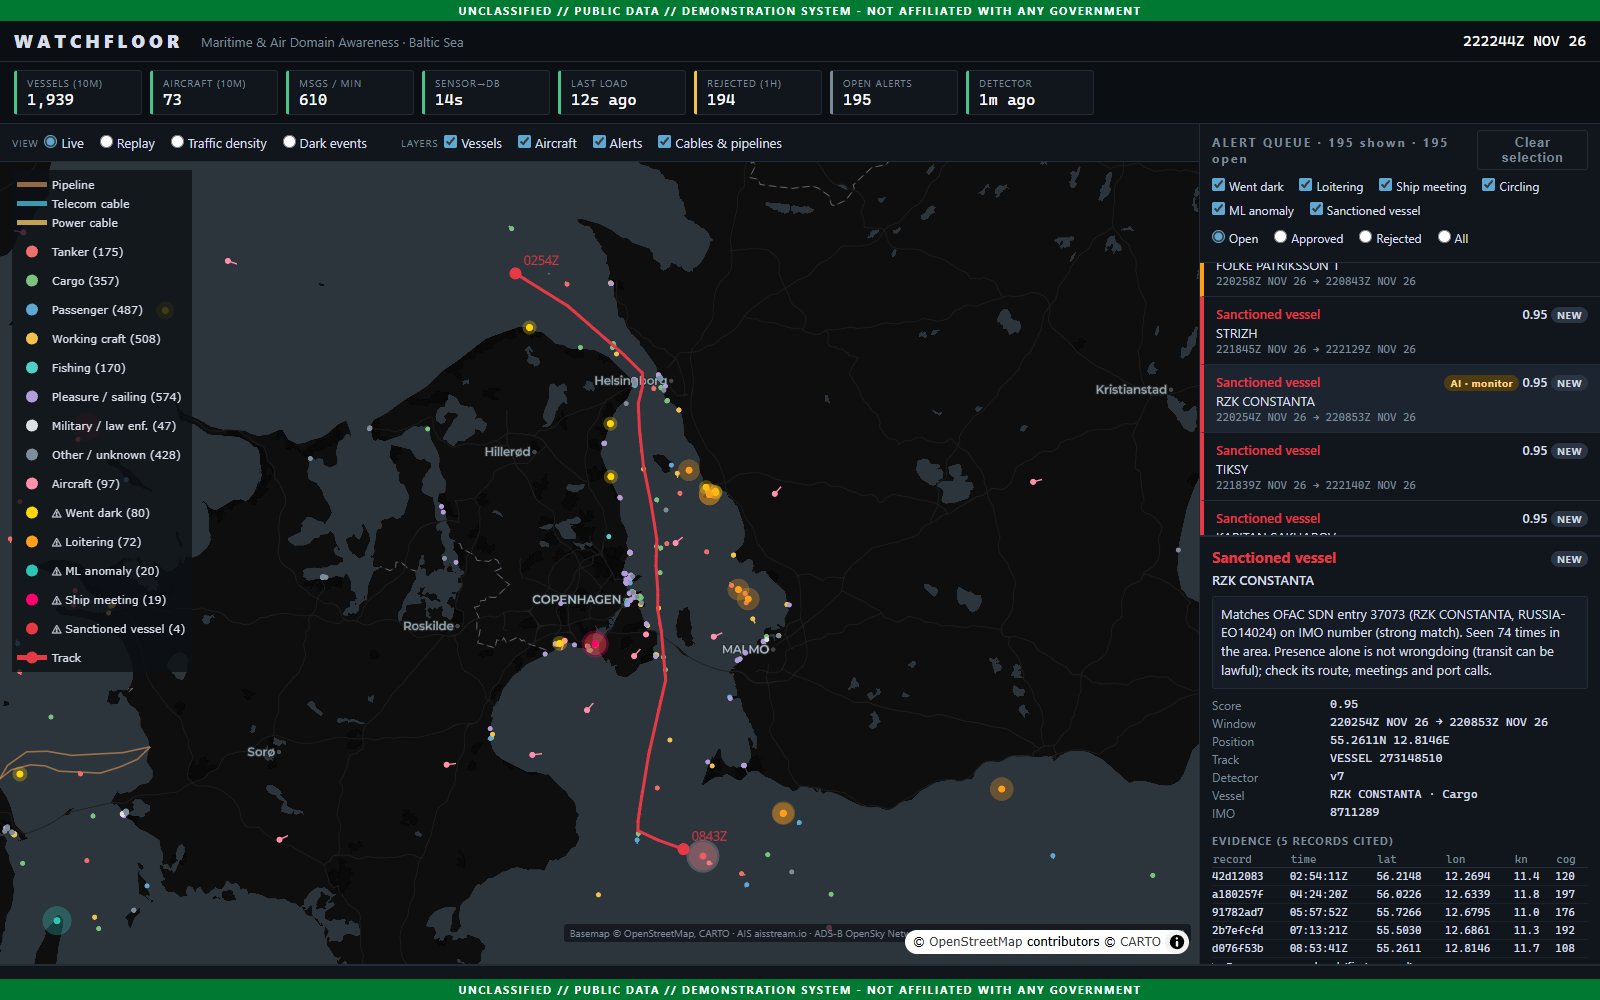 UNCLASSIFIED // PUBLIC DATA // DEMONSTRATION SYSTEM - NOT AFFILIATED WITH ANY GOVERNMENT
WATCHFLOOR Maritime & Air Domain Awareness · Baltic Sea 222244Z NOV 26
VESSELS (10M) AIRCRAFT (10M) MSGS / MIN SENSOR→DB LAST LOAD REJECTED (1H) OPEN ALERTS DETECTOR
1,939 73 610 14s 12s ago 194 195 1m ago
VIEW Live Replay Traffic density Dark events LAYERS Vessels Aircraft Alerts Cables & pipelines
Pipeline
Telecom cable
Power cable
Tanker (175)
Cargo (357)
Passenger (487)
Working craft (508)
Fishing (170)
Pleasure / sailing (574)
Military / law enf. (47)
Other / unknown (428)
Aircraft (97)
⚠ Went dark (80)
⚠ Loitering (72)
⚠ ML anomaly (20)
⚠ Ship meeting (19)
⚠ Sanctioned vessel (4)
Track
0254Z
Helsingborg
Kristianstad
Hillerød
COPENHAGEN
Roskilde
MALMÖ
Sorø
0843Z
Basemap © OpenStreetMap, CARTO · AIS aisstream.io · ADS-B OpenSky
© OpenStreetMap contributors © CARTO
ALERT QUEUE · 195 shown · 195
open
Clear
selection
Went dark Loitering Ship meeting Circling
ML anomaly Sanctioned vessel
Open Approved Rejected All
FOLKE PATRIKSSON T
220258Z NOV 26 → 220843Z NOV 26
Sanctioned vessel 0.95 NEW
STRIZH
221845Z NOV 26 → 222129Z NOV 26
Sanctioned vessel AI · monitor 0.95 NEW
RZK CONSTANTA
220254Z NOV 26 → 220853Z NOV 26
Sanctioned vessel 0.95 NEW
TIKSY
221839Z NOV 26 → 222140Z NOV 26
Sanctioned vessel 0.95 NEW
Sanctioned vessel NEW
RZK CONSTANTA
Matches OFAC SDN entry 37073 (RZK CONSTANTA, RUSSIA-
EO14024) on IMO number (strong match). Seen 74 times in
the area. Presence alone is not wrongdoing (transit can be
lawful); check its route, meetings and port calls.
Score 0.95
Window 220254Z NOV 26 → 220853Z NOV 26
Position 55.2611N 12.8146E
Track VESSEL 273148510
Detector v7
Vessel RZK CONSTANTA · Cargo
IMO 8711289
EVIDENCE (5 RECORDS CITED)
record time lat lon kn cog
42d12083 02:54:11Z 56.2148 12.2694 11.4 120
a180257f 04:24:20Z 56.0226 12.6339 11.8 197
91782ad7 05:57:52Z 55.7266 12.6795 11.0 176
2b7efcfd 07:13:21Z 55.5030 12.6861 11.3 192
d076f53b 08:53:41Z 55.2611 12.8146 11.7 108
UNCLASSIFIED // PUBLIC DATA // DEMONSTRATION SYSTEM - NOT AFFILIATED WITH ANY GOVERNMENT